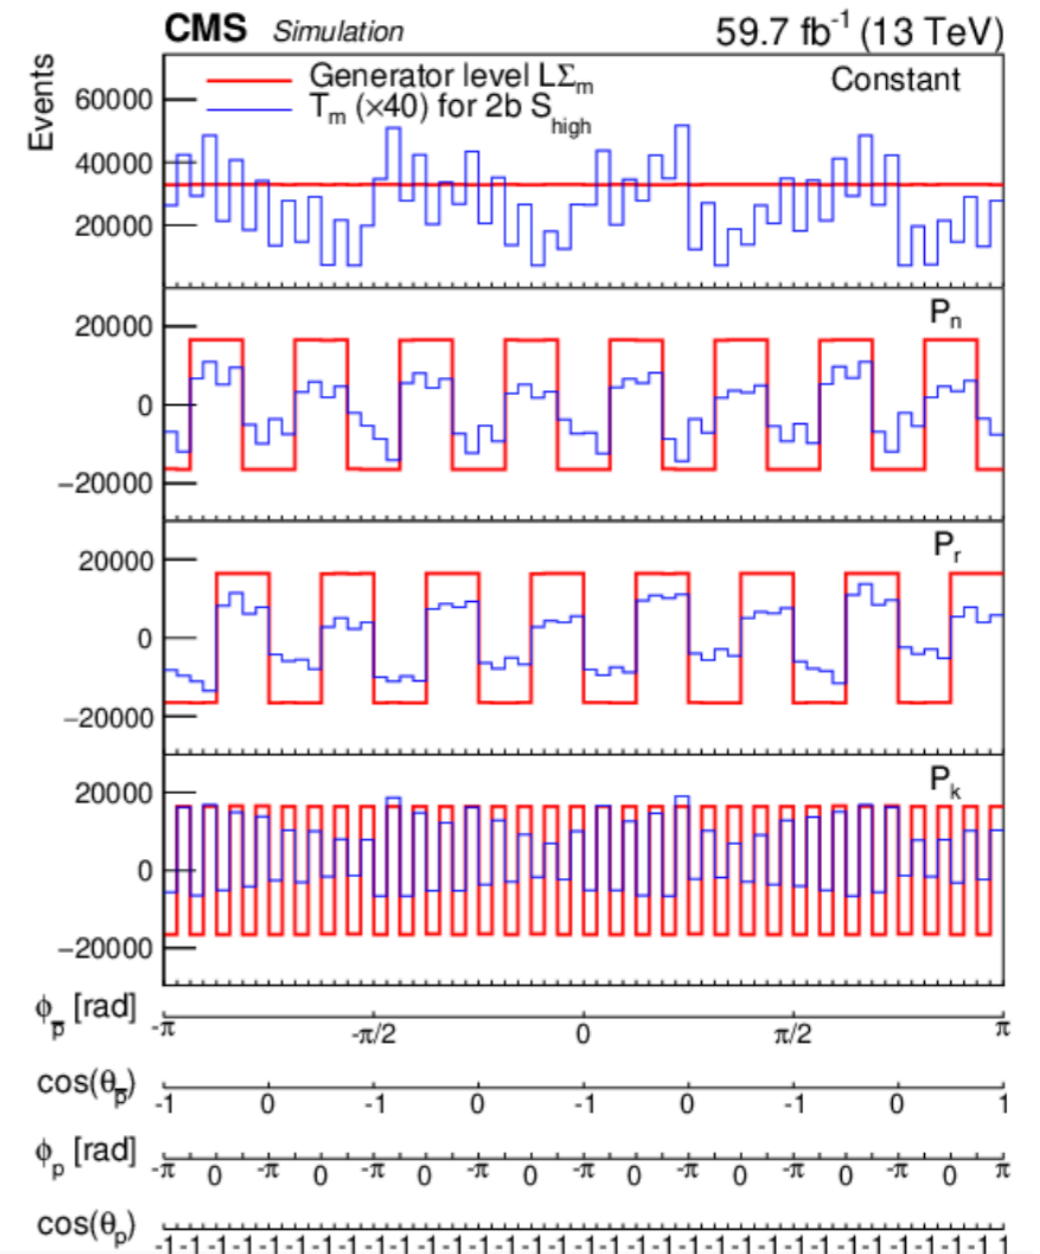 CMS Simulation 59.7 fb⁻¹ (13 TeV)
Events
Generator level LΣm
Constant
Tm (×40) for 2b Shigh
60000
40000
20000
Pn
20000
0
−20000
Pr
20000
0
−20000
Pk
20000
0
−20000
ϕp̅ [rad]
-π -π/2 0 π/2 π
cos(θp̅)
-1 0 -1 0 -1 0 -1 0 1
ϕp [rad]
-π 0 -π 0 -π 0 -π 0 -π 0 -π 0 -π 0 -π 0 π
cos(θp)
-1-1-1-1-1-1-1-1-1-1-1-1-1-1-1-1-1-1-1-1-1-1-1-1-1-1-1-1-1-1-1-1 1